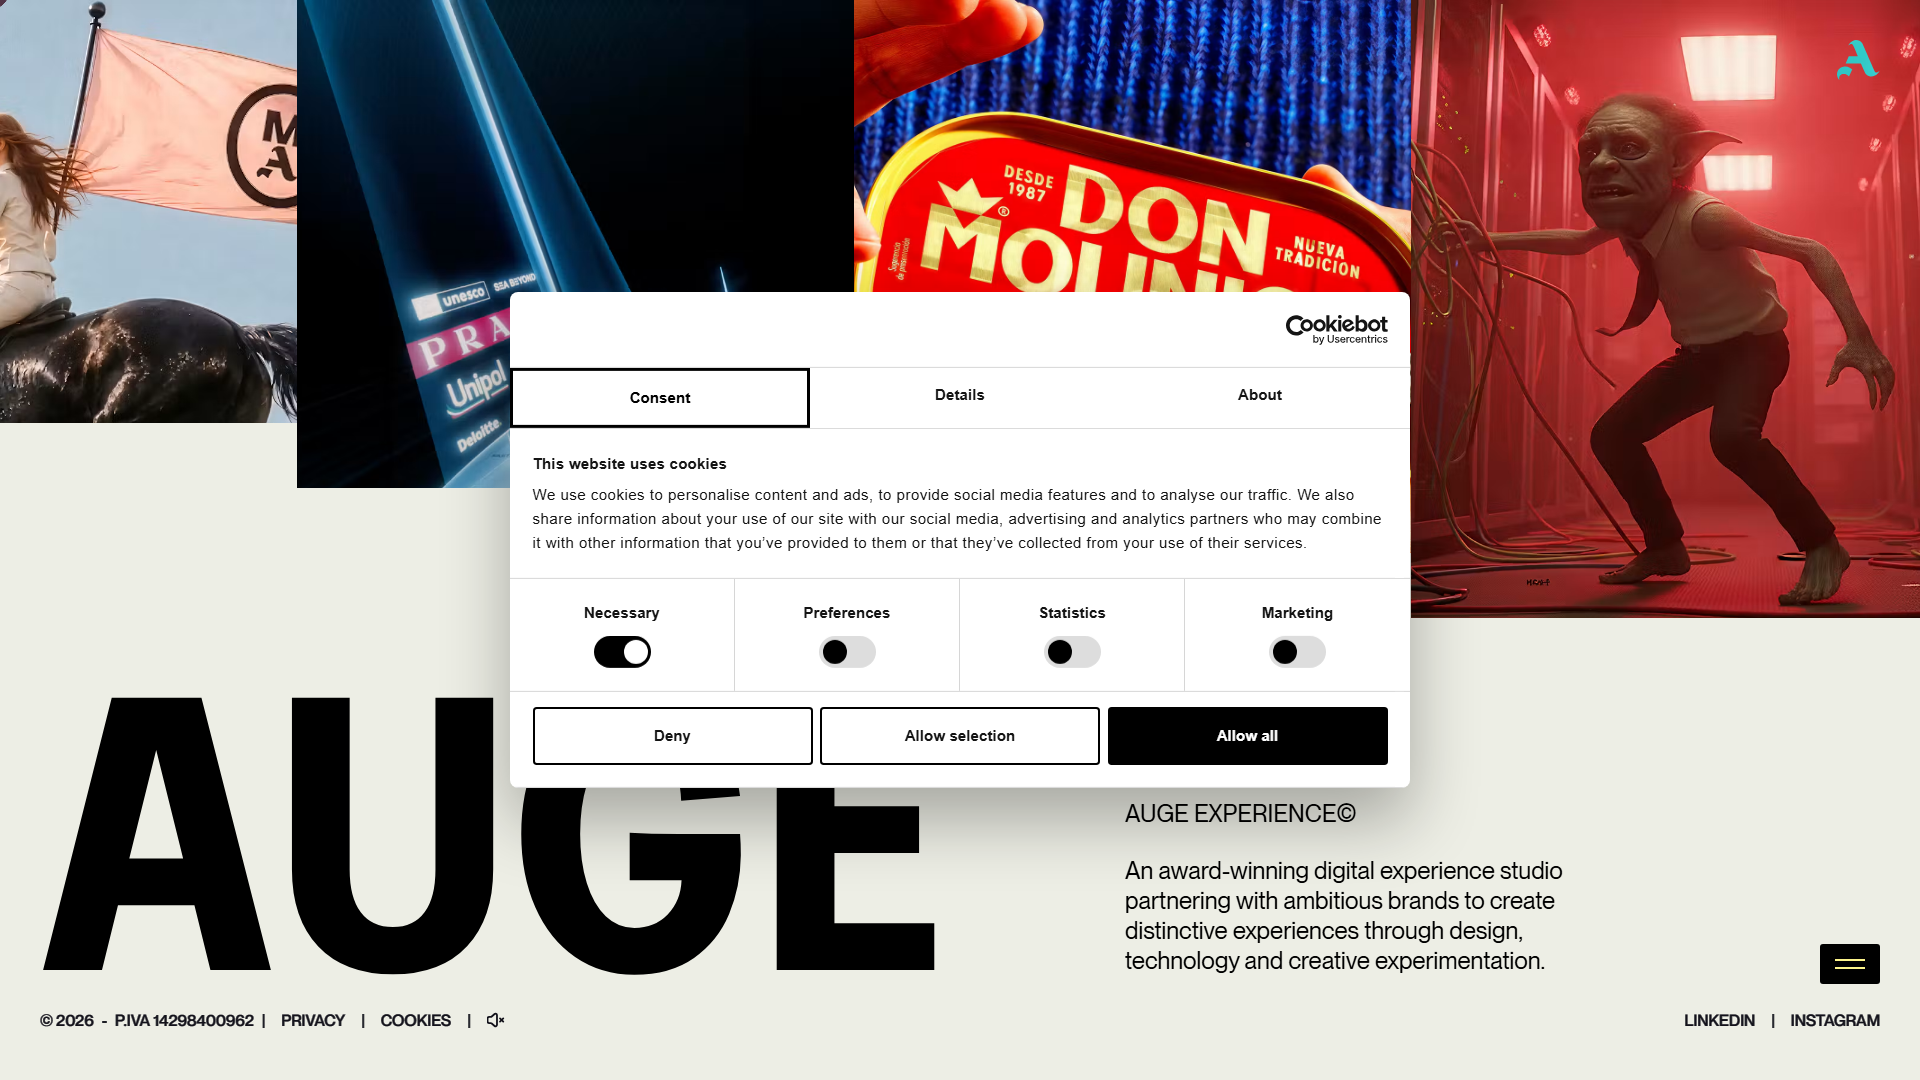 M
A
unesco
SEA BEYOND
PRA
Unipol
Deloitte.
DESDE
1987
DON
MOLINI
®
NUEVA
TRADICION
Sugerencia
de presentación
A
Cookiebot
by Usercentrics
Consent
Details
About
This website uses cookies
We use cookies to personalise content and ads, to provide social media features and to analyse our traffic. We also
share information about your use of our site with our social media, advertising and analytics partners who may combine
it with other information that you’ve provided to them or that they’ve collected from your use of their services.
Necessary
Preferences
Statistics
Marketing
Deny
Allow selection
Allow all
AUGE
AUGE EXPERIENCE©
An award-winning digital experience studio
partnering with ambitious brands to create
distinctive experiences through design,
technology and creative experimentation.
© 2026 - P.IVA 14298400962 | PRIVACY | COOKIES |
LINKEDIN | INSTAGRAM